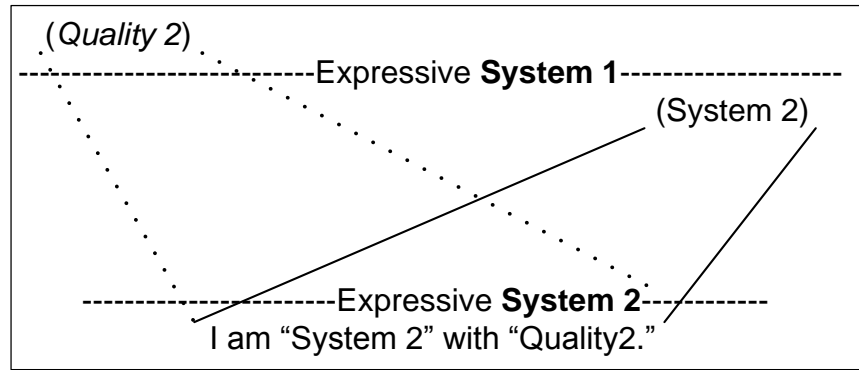 (Quality 2)
Expressive System 1
(System 2)
Expressive System 2
I am “System 2” with “Quality2.”